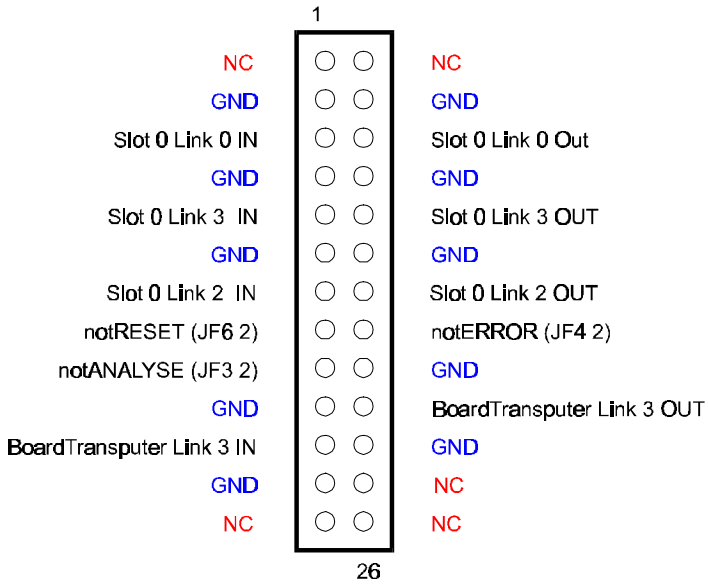 1
NC NC
GND GND
Slot 0 Link 0 IN Slot 0 Link 0 Out
GND GND
Slot 0 Link 3 IN Slot 0 Link 3 OUT
GND GND
Slot 0 Link 2 IN Slot 0 Link 2 OUT
notRESET (JF6 2) notERROR (JF4 2)
notANALYSE (JF3 2) GND
GND BoardTransputer Link 3 OUT
BoardTransputer Link 3 IN GND
GND NC
NC NC
26